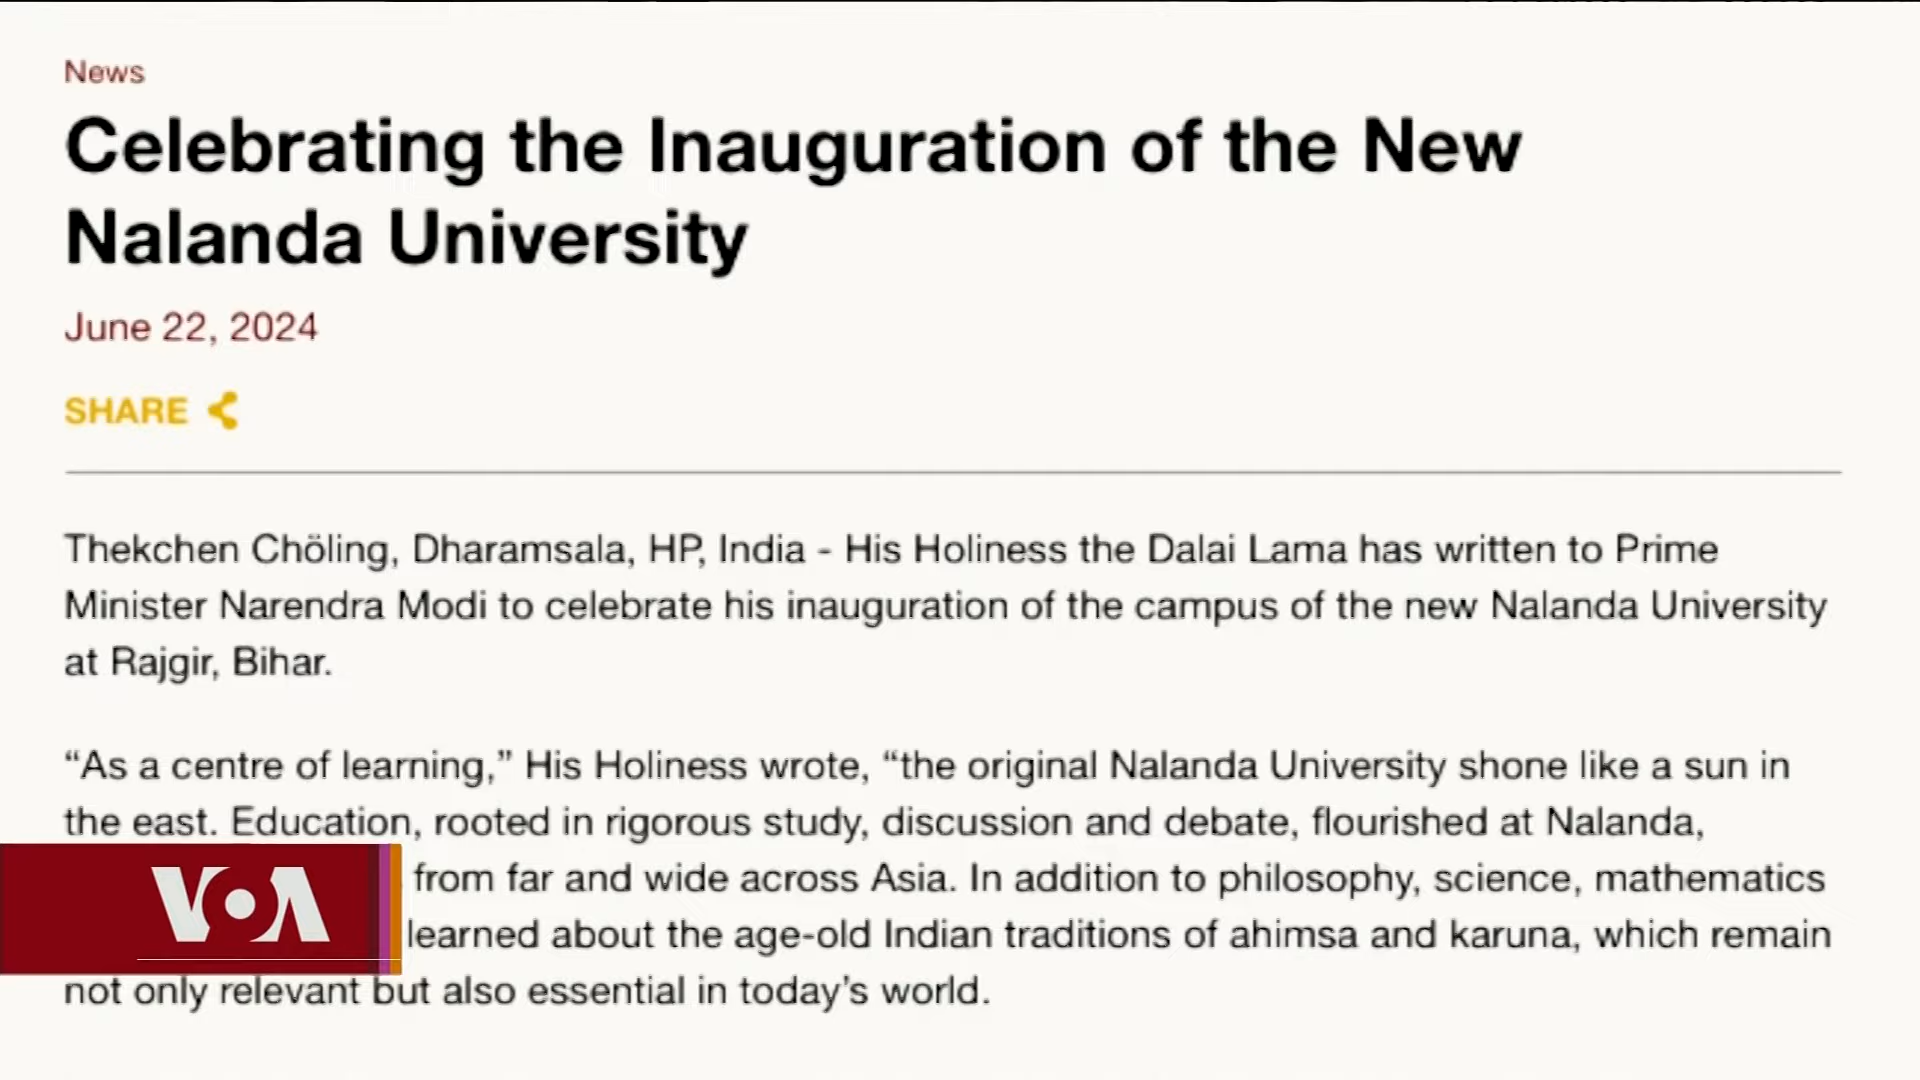 News
Celebrating the Inauguration of the New
Nalanda University
June 22, 2024
SHARE
Thekchen Chöling, Dharamsala, HP, India - His Holiness the Dalai Lama has written to Prime
Minister Narendra Modi to celebrate his inauguration of the campus of the new Nalanda University
at Rajgir, Bihar.
“As a centre of learning,” His Holiness wrote, “the original Nalanda University shone like a sun in
the east. Education, rooted in rigorous study, discussion and debate, flourished at Nalanda,
from far and wide across Asia. In addition to philosophy, science, mathematics
learned about the age-old Indian traditions of ahimsa and karuna, which remain
not only relevant but also essential in today’s world.
VOA